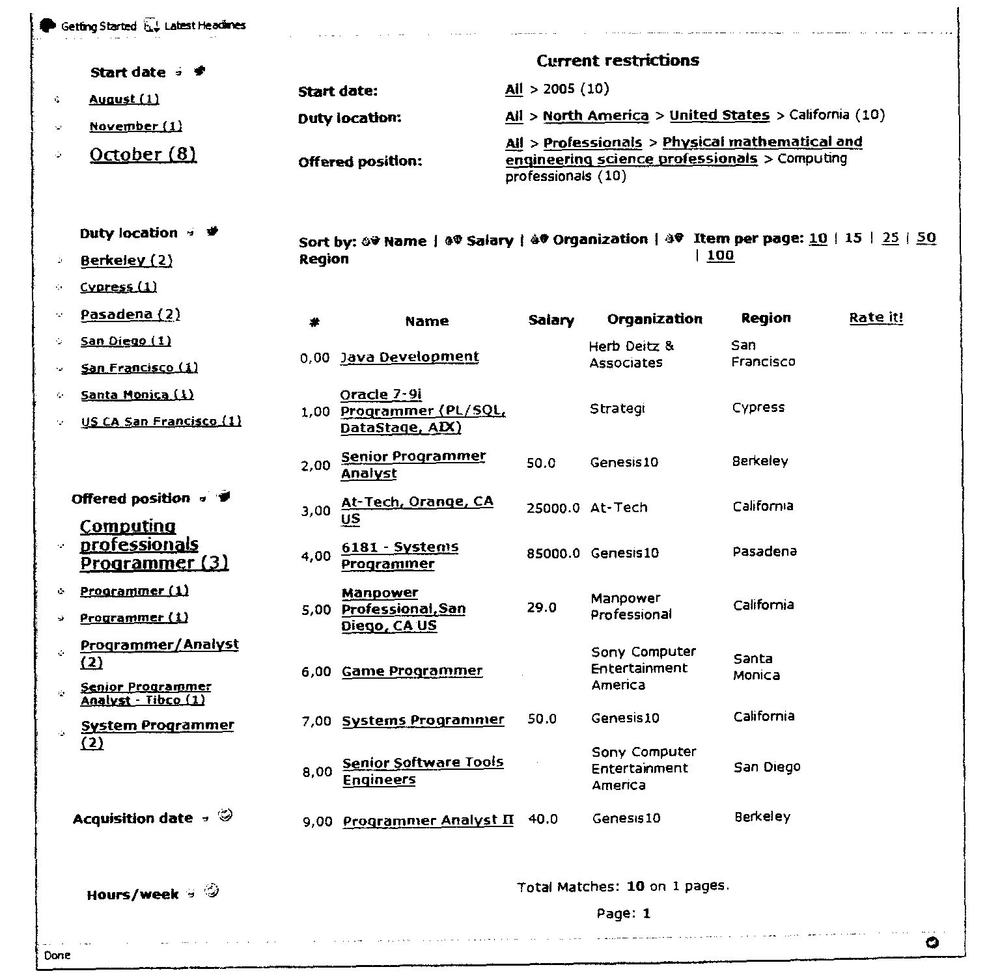 Getting Started Latest Headlines
Start date
August (1)
November (1)
October (8)
Duty location
Berkeley (2)
Cypress (1)
Pasadena (2)
San Diego (1)
San Francisco (1)
Santa Monica (1)
US CA San Francisco (1)
Offered position
Computing
professionals
Programmer (3)
Programmer (1)
Programmer (1)
Programmer/Analyst
(2)
Senior Programmer
Analyst - Tibco (1)
System Programmer
(2)
Acquisition date
Hours/week
Current restrictions
Start date: All > 2005 (10)
Duty location: All > North America > United States > California (10)
Offered position: All > Professionals > Physical mathematical and
engineering science professionals > Computing
professionals (10)
Sort by: Name | Salary | Organization |
Region
Item per page: 10 | 15 | 25 | 50
| 100
# Name Salary Organization Region Rate it!
0,00 Java Development Herb Deitz &
Associates San
Francisco
1,00 Oracle 7-9i
Programmer (PL/SQL,
DataStage, AIX) Strategi Cypress
2,00 Senior Programmer
Analyst 50.0 Genesis10 Berkeley
3,00 At-Tech, Orange, CA
US 25000.0 At-Tech California
4,00 6181 - Systems
Programmer 85000.0 Genesis10 Pasadena
5,00 Manpower
Professional,San
Diego, CA US 29.0 Manpower
Professional California
6,00 Game Programmer Sony Computer
Entertainment
America Santa
Monica
7,00 Systems Programmer 50.0 Genesis10 California
8,00 Senior Software Tools
Engineers Sony Computer
Entertainment
America San Diego
9,00 Programmer Analyst II 40.0 Genesis10 Berkeley
Total Matches: 10 on 1 pages.
Page: 1
Done